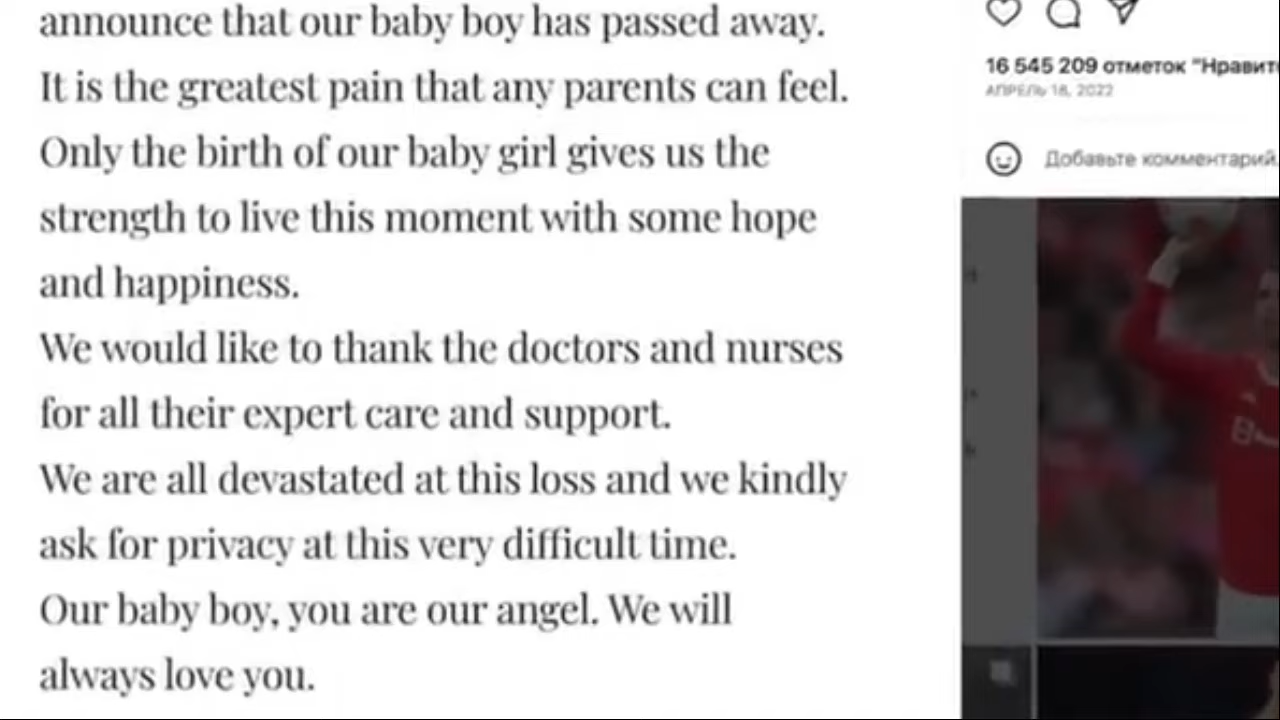 announce that our baby boy has passed away.
It is the greatest pain that any parents can feel.
Only the birth of our baby girl gives us the
strength to live this moment with some hope
and happiness.
We would like to thank the doctors and nurses
for all their expert care and support.
We are all devastated at this loss and we kindly
ask for privacy at this very difficult time.
Our baby boy, you are our angel. We will
always love you.
16 545 209 отметок "Нравит
АПРЕЛЬ 18, 2022
Добавьте комментарий